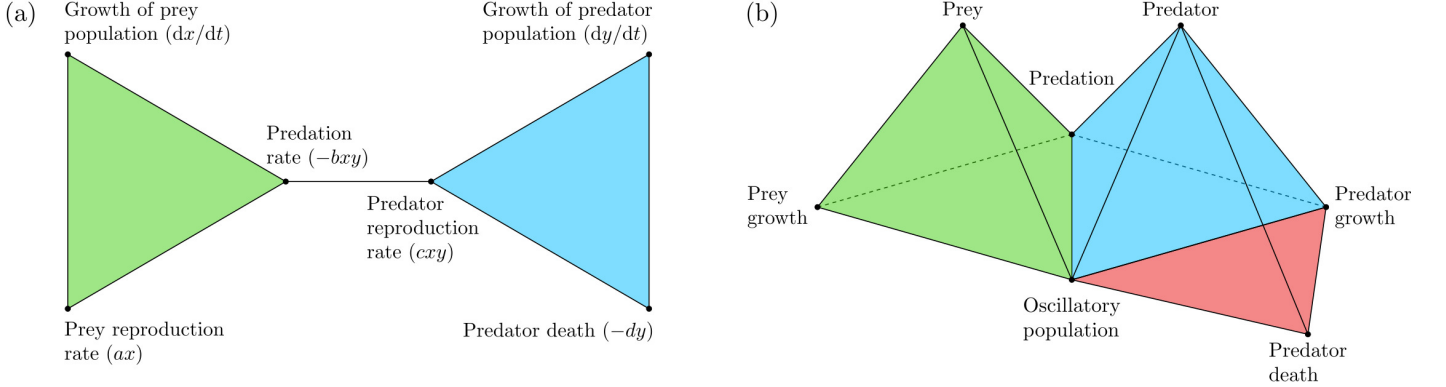 (a)
Growth of prey
population (dx/dt)
Growth of predator
population (dy/dt)
Predation
rate (−bxy)
Predator
reproduction
rate (cxy)
Prey reproduction
rate (ax)
Predator death (−dy)
(b)
Prey
Predator
Predation
Prey
growth
Predator
growth
Oscillatory
population
Predator
death